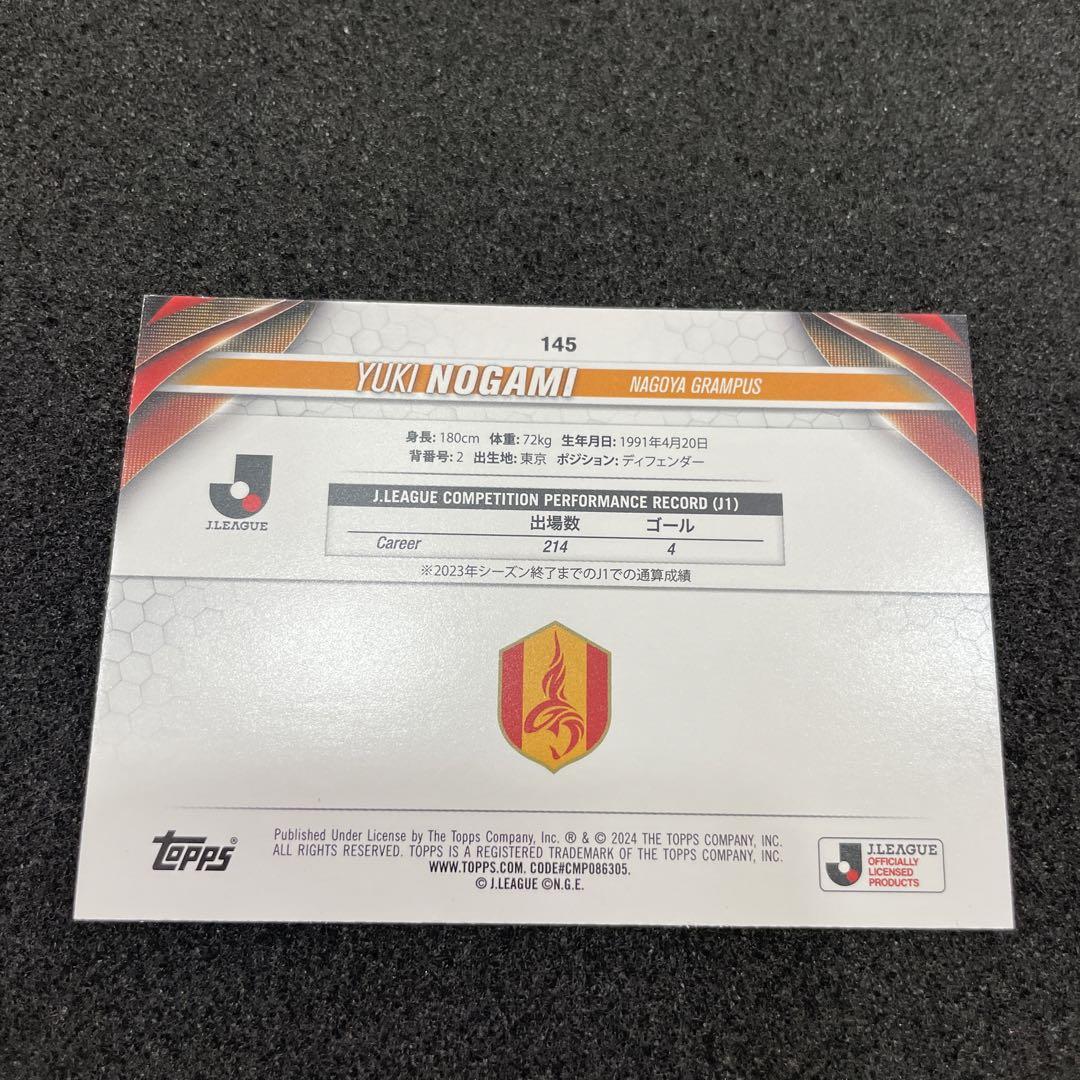 145
YUKI NOGAMI NAGOYA GRAMPUS
身長: 180cm 体重: 72kg 生年月日: 1991年4月20日
背番号: 2 出生地: 東京 ポジション: ディフェンダー
J.LEAGUE
J.LEAGUE COMPETITION PERFORMANCE RECORD (J1)
出場数 ゴール
Career 214 4
※2023年シーズン終了までのJ1での通算成績
topps®
Published Under License by The Topps Company, Inc. ® & © 2024 THE TOPPS COMPANY, INC.
ALL RIGHTS RESERVED. TOPPS IS A REGISTERED TRADEMARK OF THE TOPPS COMPANY, INC.
WWW.TOPPS.COM. CODE#CMP086305.
© J.LEAGUE ©N.G.E.
J.LEAGUE
OFFICIALLY
LICENSED
PRODUCTS